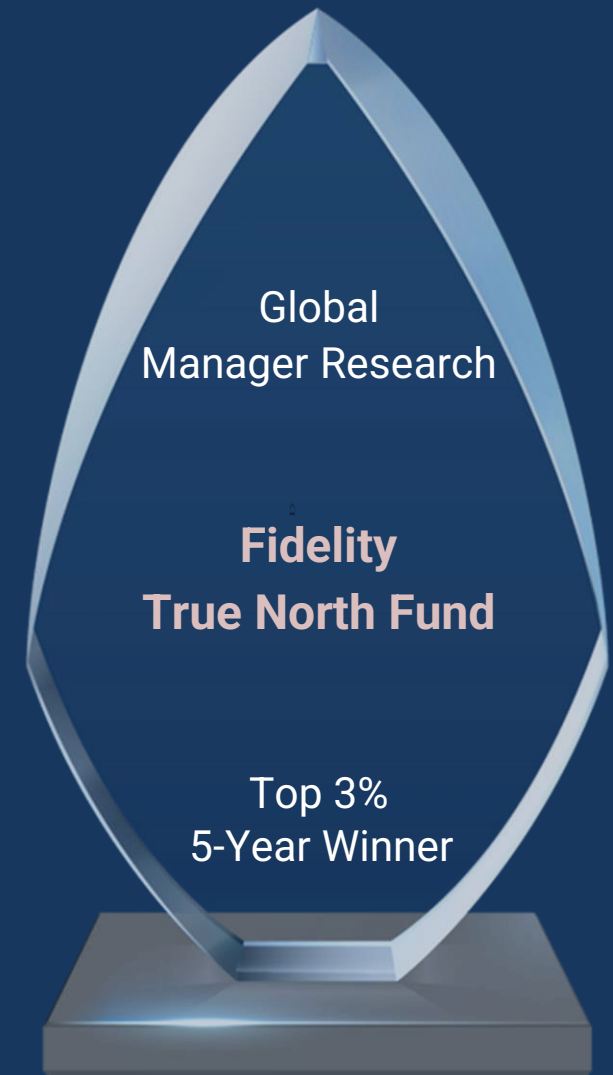 Global
Manager Research
Fidelity
True North Fund
Top 3%
5-Year Winner